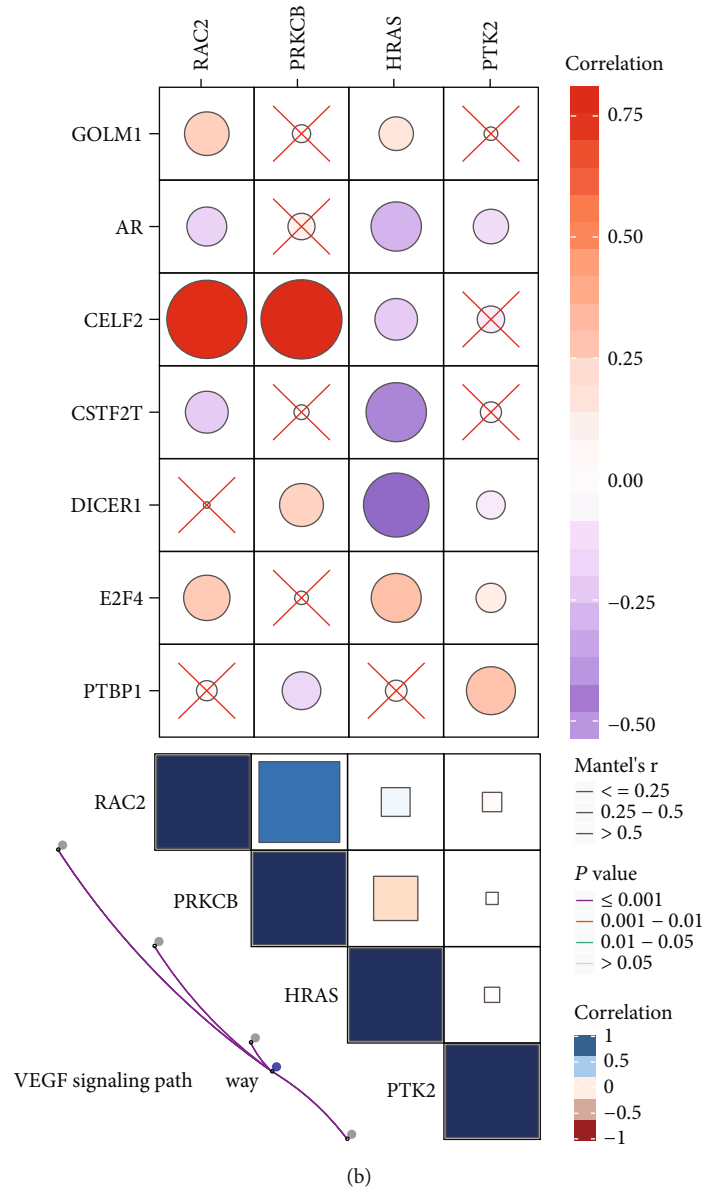 RAC2
PRKCB
HRAS
PTK2
Correlation
GOLM1
AR
CELF2
CSTF2T
DICER1
E2F4
PTBP1
0.75
0.50
0.25
0.00
−0.25
−0.50
RAC2
PRKCB
HRAS
PTK2
VEGF signaling path way
Mantel's r
< = 0.25
0.25 − 0.5
> 0.5
P value
≤ 0.001
0.001 − 0.01
0.01 − 0.05
> 0.05
Correlation
1
0.5
0
−0.5
−1
(b)